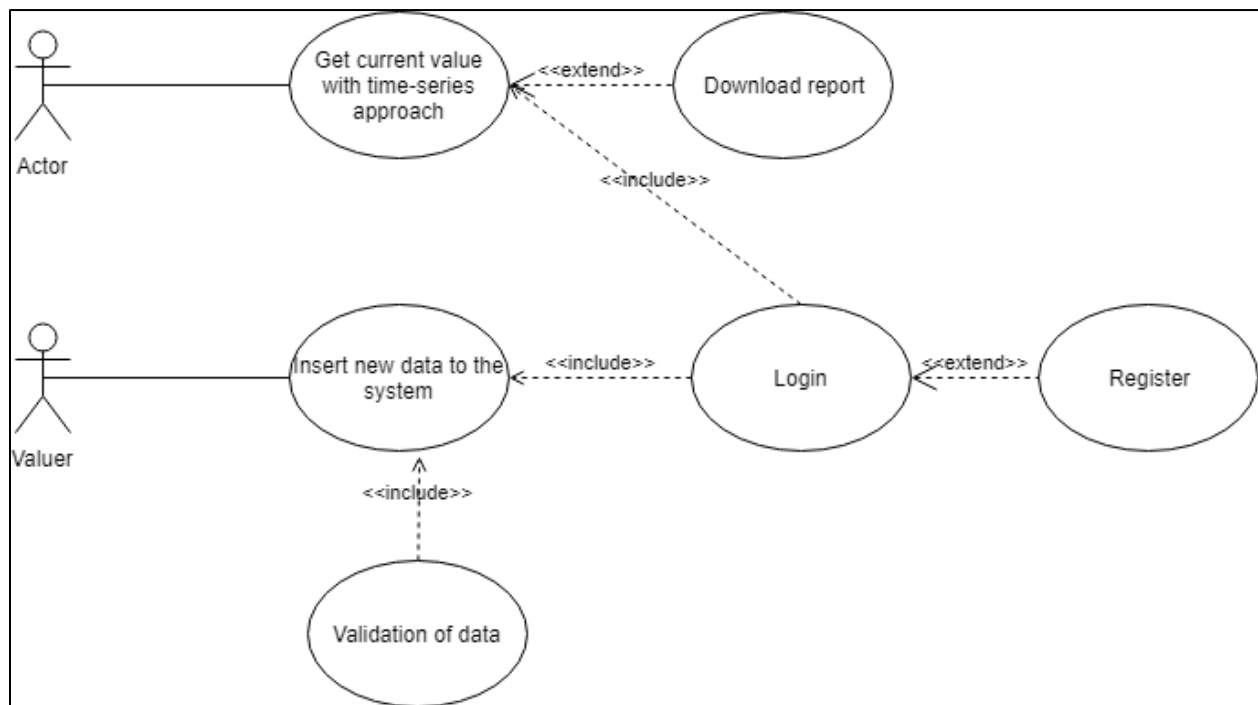 Get current value
with time-series
approach
<<extend>>
Download report
Actor
<<include>>
Insert new data to the
system
<<include>>
Login
<<extend>>
Register
Valuer
<<include>>
Validation of data